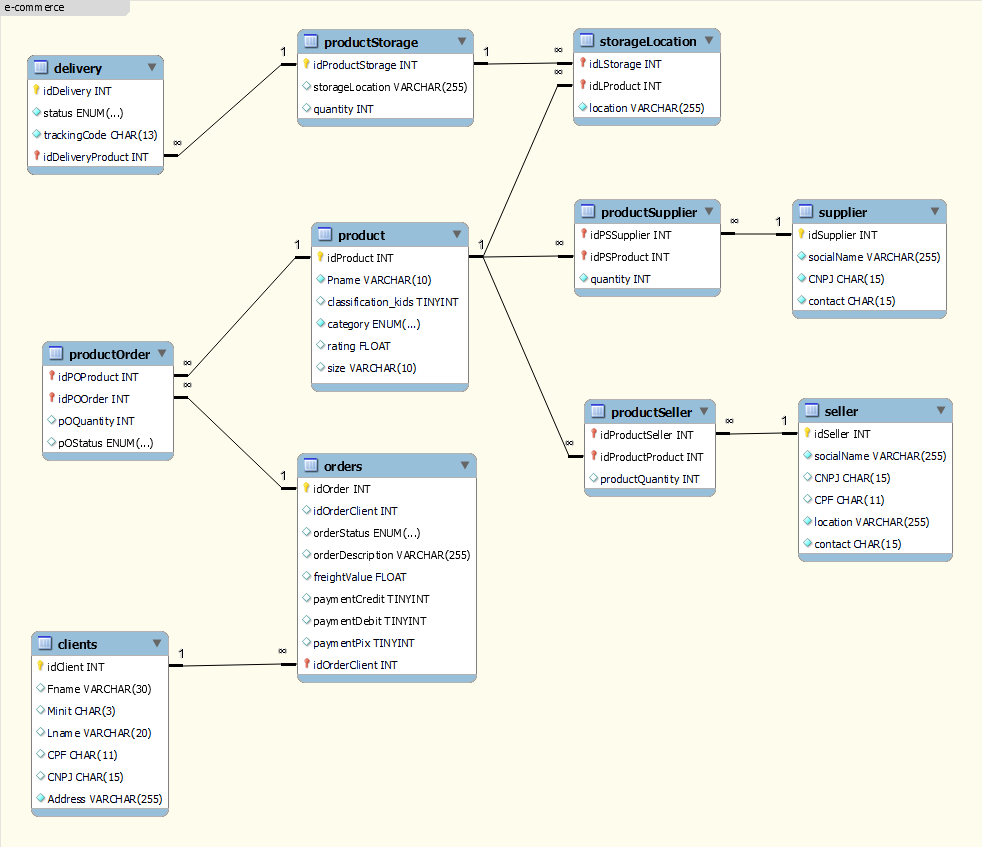 e-commerce
delivery
idDelivery INT
status ENUM(...)
trackingCode CHAR(13)
idDeliveryProduct INT
1
∞
productStorage
idProductStorage INT
storageLocation VARCHAR(255)
quantity INT
1
∞
∞
storageLocation
idLStorage INT
idLProduct INT
location VARCHAR(255)
product
idProduct INT
Pname VARCHAR(10)
classification_kids TINYINT
category ENUM(...)
rating FLOAT
size VARCHAR(10)
1
1
∞
productSupplier
idPSSupplier INT
idPSProduct INT
quantity INT
∞
1
supplier
idSupplier INT
socialName VARCHAR(255)
CNPJ CHAR(15)
contact CHAR(15)
productOrder
idPOProduct INT
idPOOrder INT
pOQuantity INT
pOStatus ENUM(...)
∞
∞
1
orders
idOrder INT
idOrderClient INT
orderStatus ENUM(...)
orderDescription VARCHAR(255)
freightValue FLOAT
paymentCredit TINYINT
paymentDebit TINYINT
paymentPix TINYINT
idOrderClient INT
∞
productSeller
idProductSeller INT
idProductProduct INT
productQuantity INT
∞
1
seller
idSeller INT
socialName VARCHAR(255)
CNPJ CHAR(15)
CPF CHAR(11)
location VARCHAR(255)
contact CHAR(15)
clients
idClient INT
Fname VARCHAR(30)
Minit CHAR(3)
Lname VARCHAR(20)
CPF CHAR(11)
CNPJ CHAR(15)
Address VARCHAR(255)
1
∞